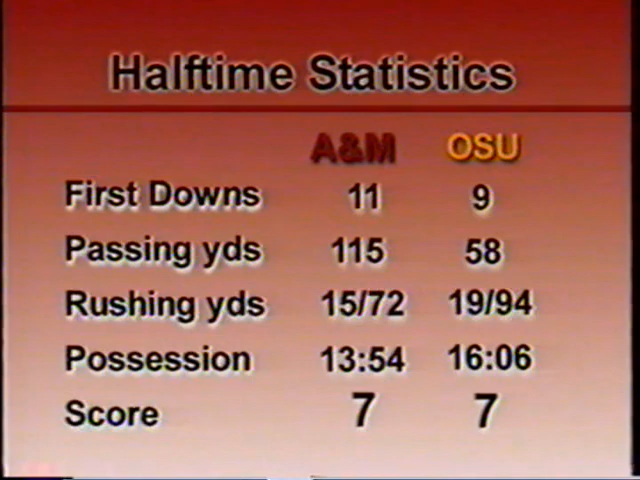 Halftime Statistics
A&M OSU
First Downs 11 9
Passing yds 115 58
Rushing yds 15/72 19/94
Possession 13:54 16:06
Score 7 7